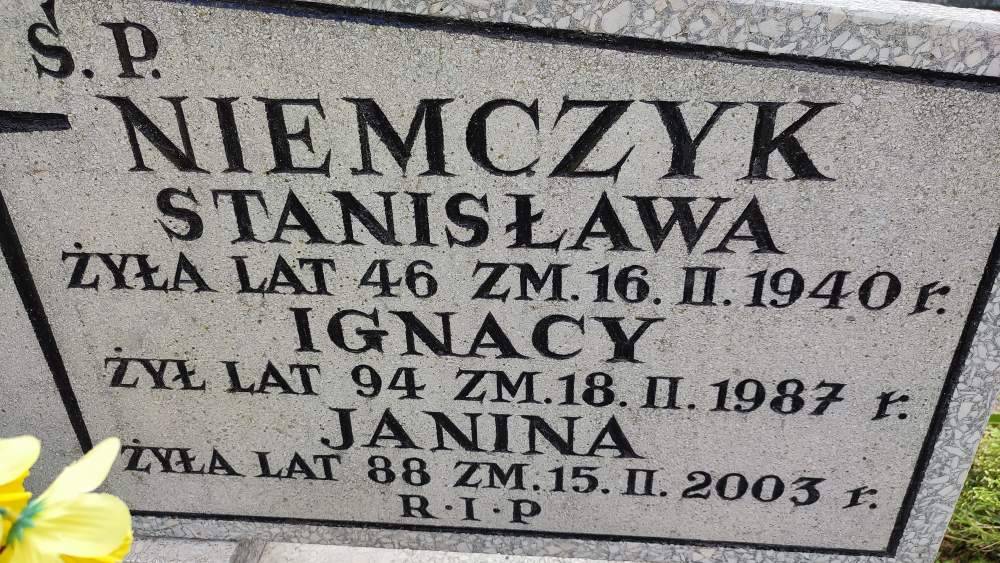 Ś. P.
NIEMCZYK
STANISŁAWA
ŻYŁA LAT 46 ZM. 16. II. 1940 r.
IGNACY
ŻYŁ LAT 94 ZM. 18. II. 1987 r.
JANINA
ŻYŁA LAT 88 ZM. 15. II. 2003 r.
R·I·P